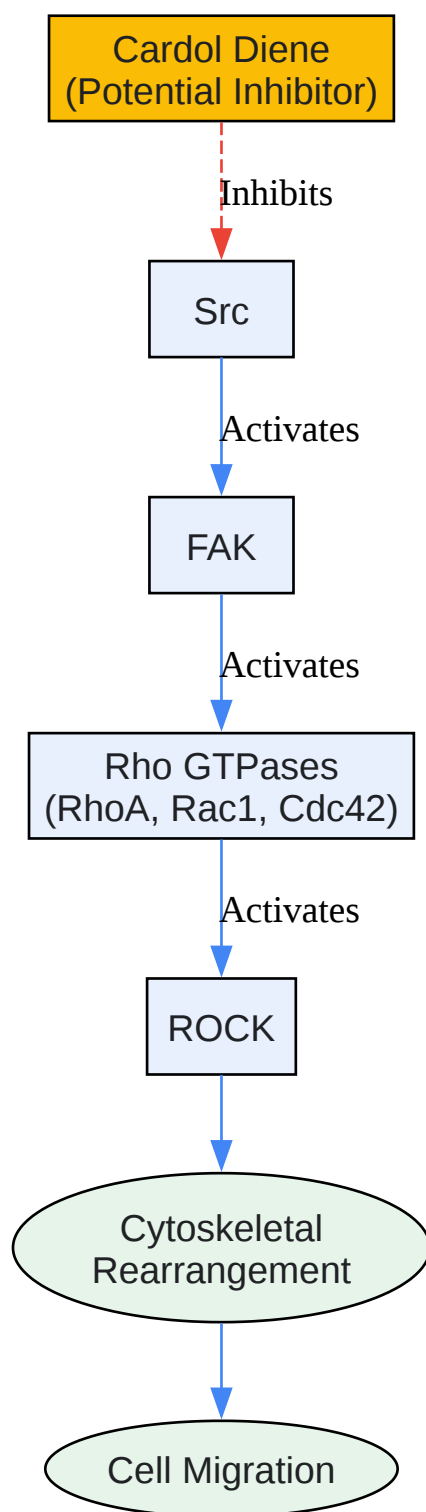 Cardol Diene
(Potential Inhibitor)
Inhibits
Src
Activates
FAK
Activates
Rho GTPases
(RhoA, Rac1, Cdc42)
Activates
ROCK
Cytoskeletal
Rearrangement
Cell Migration